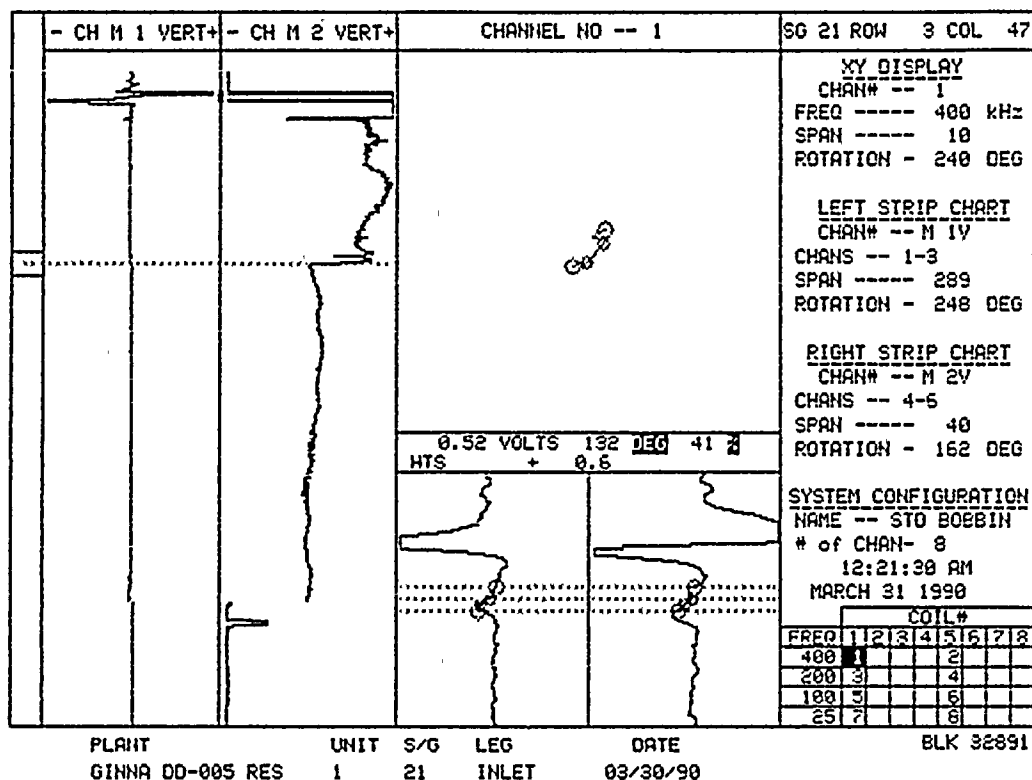 - CH M 1 VERT+
- CH M 2 VERT+
CHANNEL NO -- 1
SG 21 ROW 3 COL 47
XY DISPLAY
CHAN# -- 1
FREQ ----- 400 kHz
SPAN ----- 10
ROTATION - 240 DEG
LEFT STRIP CHART
CHAN# -- M 1V
CHANS -- 1-3
SPAN ----- 289
ROTATION - 248 DEG
RIGHT STRIP CHART
CHAN# -- M 2V
CHANS -- 4-6
SPAN ----- 40
ROTATION - 162 DEG
0.52 VOLTS 132 DEG 41 %
HTS + 0.6
SYSTEM CONFIGURATION
NAME -- STD BOBBIN
# of CHAN- 8
12:21:30 AM
MARCH 31 1990
COIL#
FREQ 1 2 3 4 5 6 7 8
400 1 2
200 3 4
100 5 6
25 7 8
PLANT UNIT S/G LEG DATE BLK 32891
GINNA DD-005 RES 1 21 INLET 03/30/90